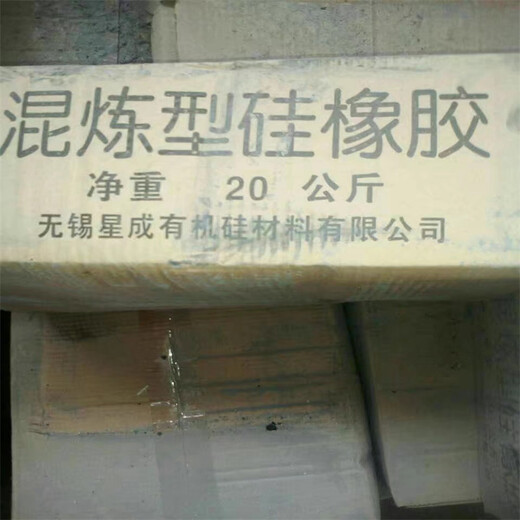 混炼型硅橡胶
净重 20 公斤
无锡星成有机硅材料有限公司